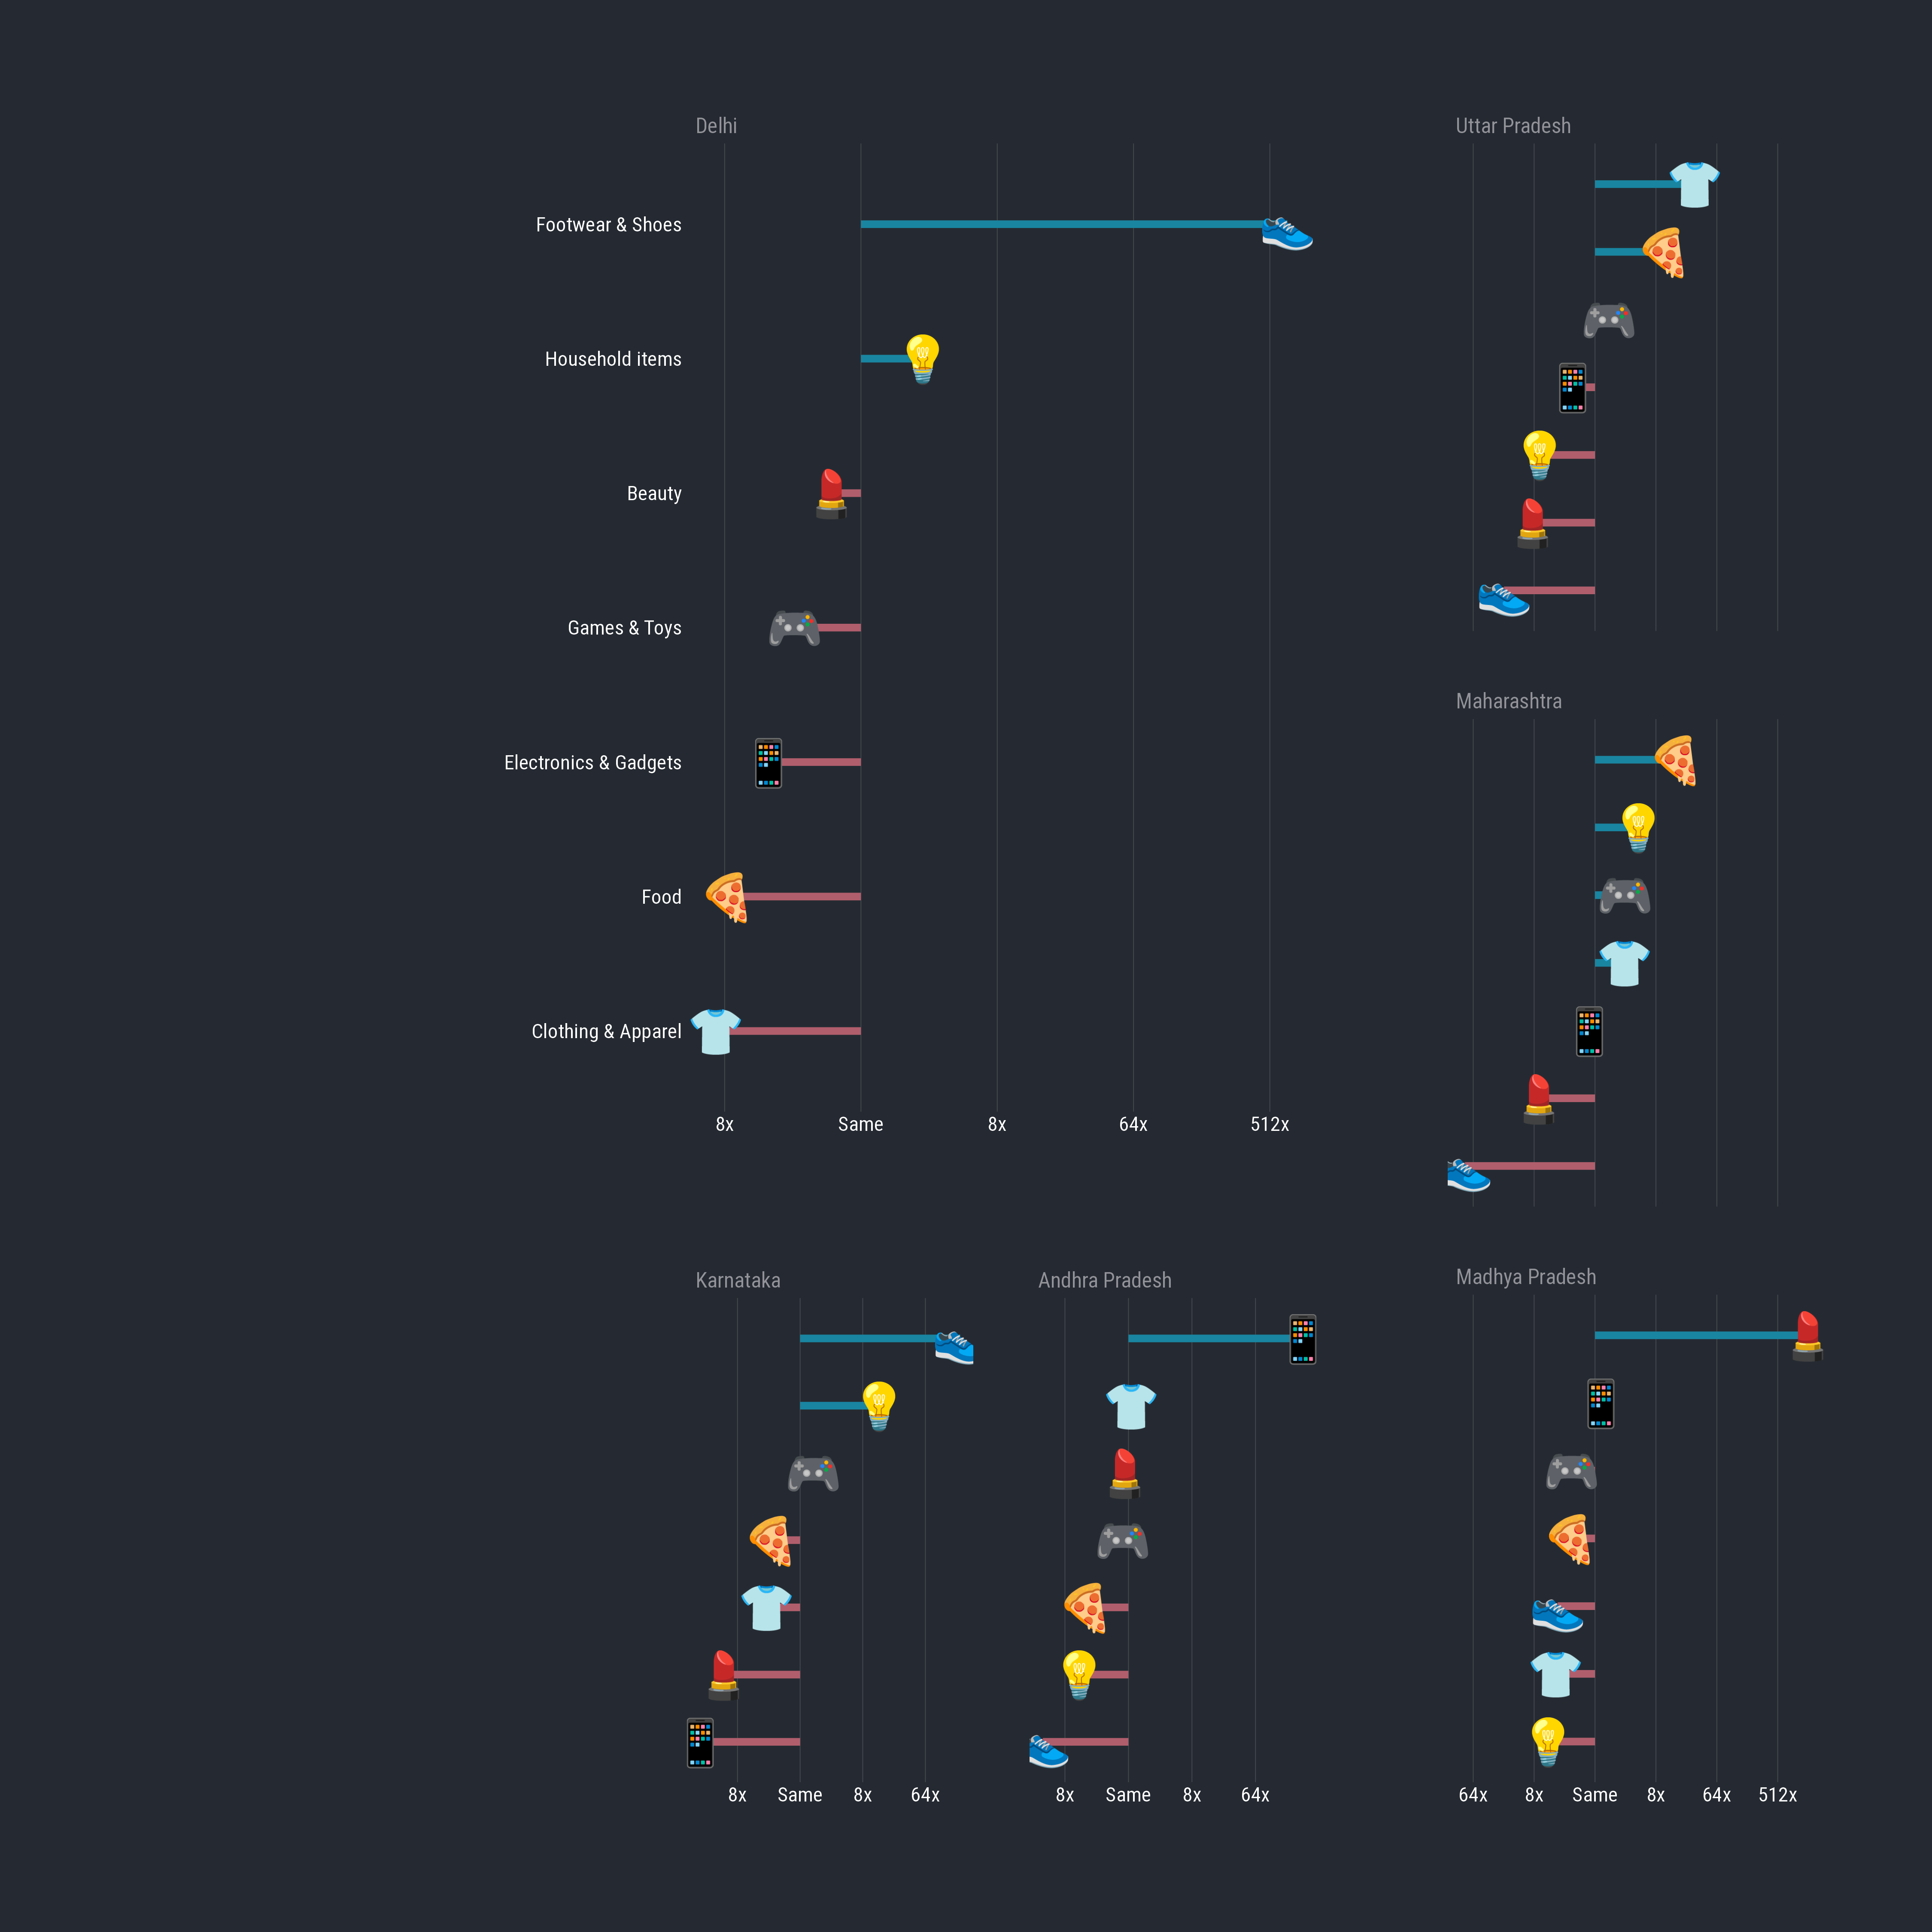 Delhi
Footwear & Shoes
Household items
Beauty
Games & Toys
Electronics & Gadgets
Food
Clothing & Apparel
8x Same 8x 64x 512x
Uttar Pradesh
Maharashtra
Karnataka
8x Same 8x 64x
Andhra Pradesh
8x Same 8x 64x
Madhya Pradesh
64x 8x Same 8x 64x 512x